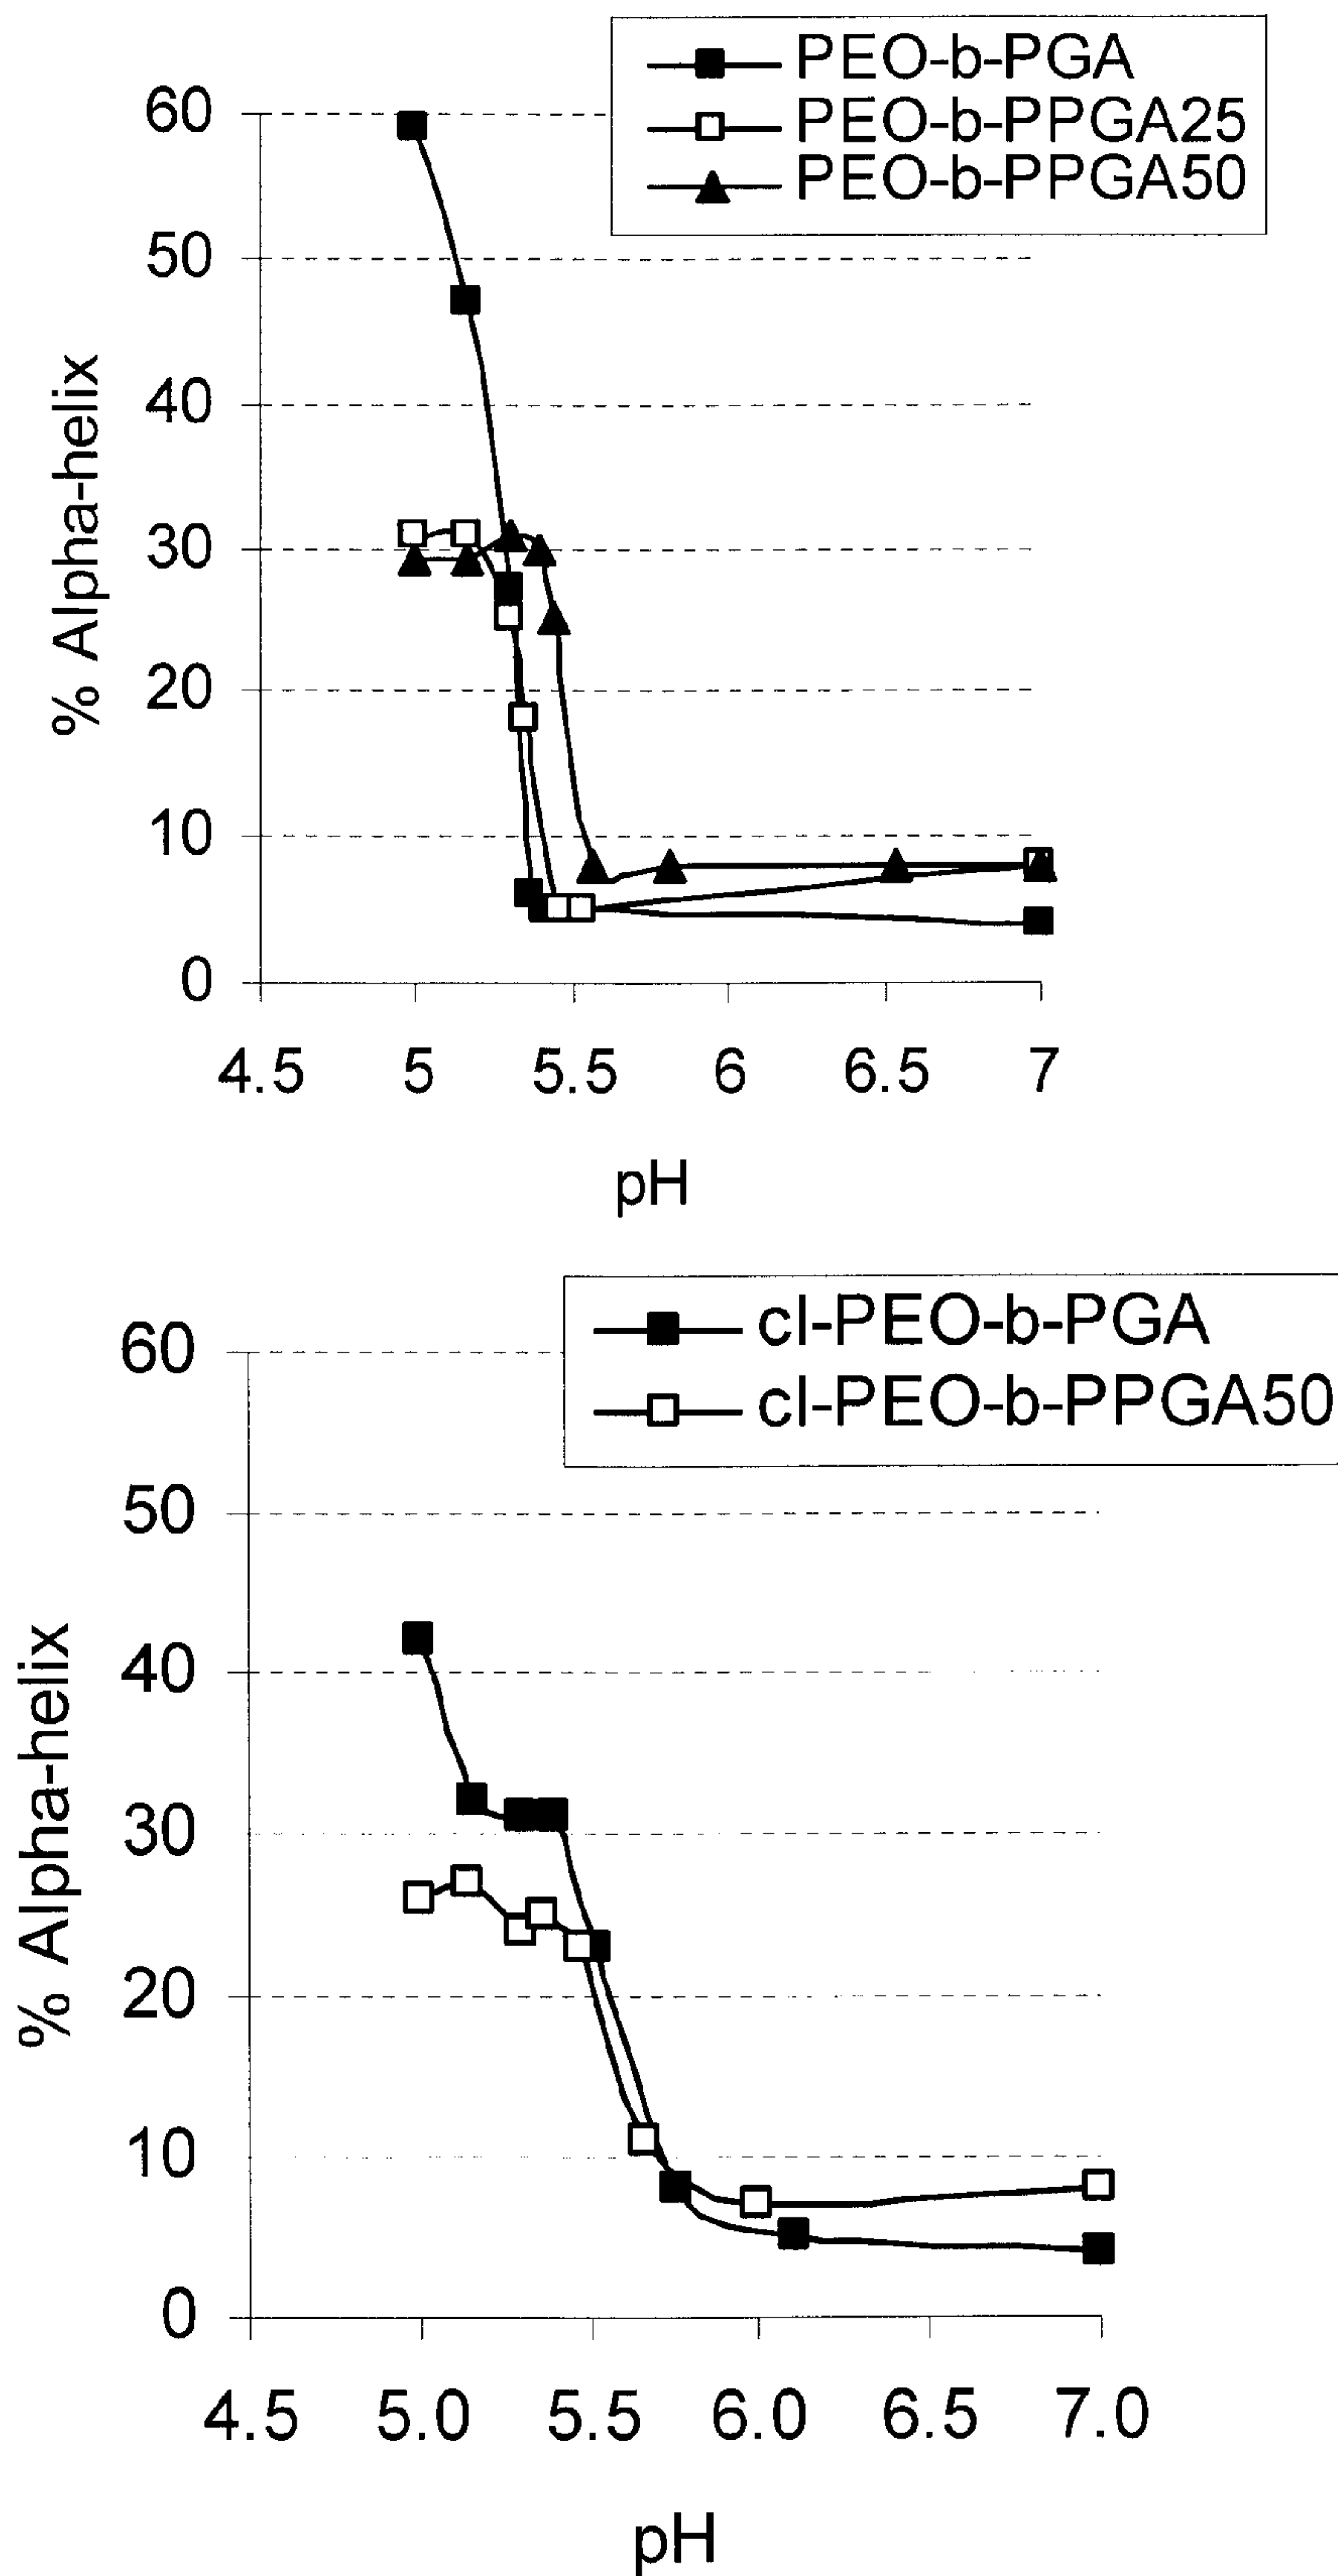 PEO-b-PGA
PEO-b-PPGA25
PEO-b-PPGA50
60
50
40
30
20
10
0
% Alpha-helix
4.5 5 5.5 6 6.5 7
pH
cl-PEO-b-PGA
cl-PEO-b-PPGA50
60
50
40
30
20
10
0
% Alpha-helix
4.5 5.0 5.5 6.0 6.5 7.0
pH